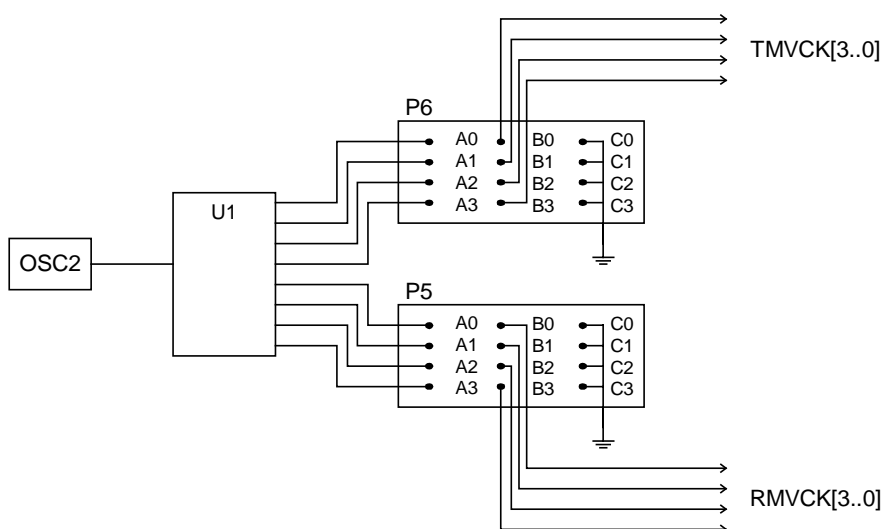 TMVCK[3..0]
P6
A0 B0 C0
A1 B1 C1
A2 B2 C2
A3 B3 C3
U1
OSC2
P5
A0 B0 C0
A1 B1 C1
A2 B2 C2
A3 B3 C3
RMVCK[3..0]